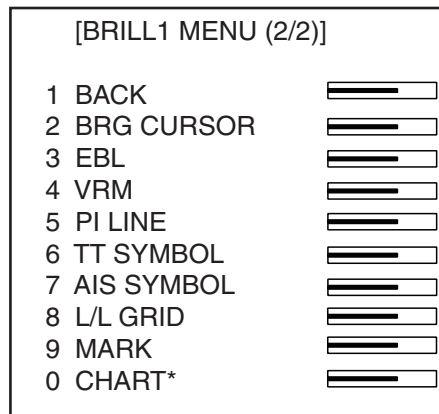 [BRILL1 MENU (2/2)]
1 BACK
2 BRG CURSOR
3 EBL
4 VRM
5 PI LINE
6 TT SYMBOL
7 AIS SYMBOL
8 L/L GRID
9 MARK
0 CHART*